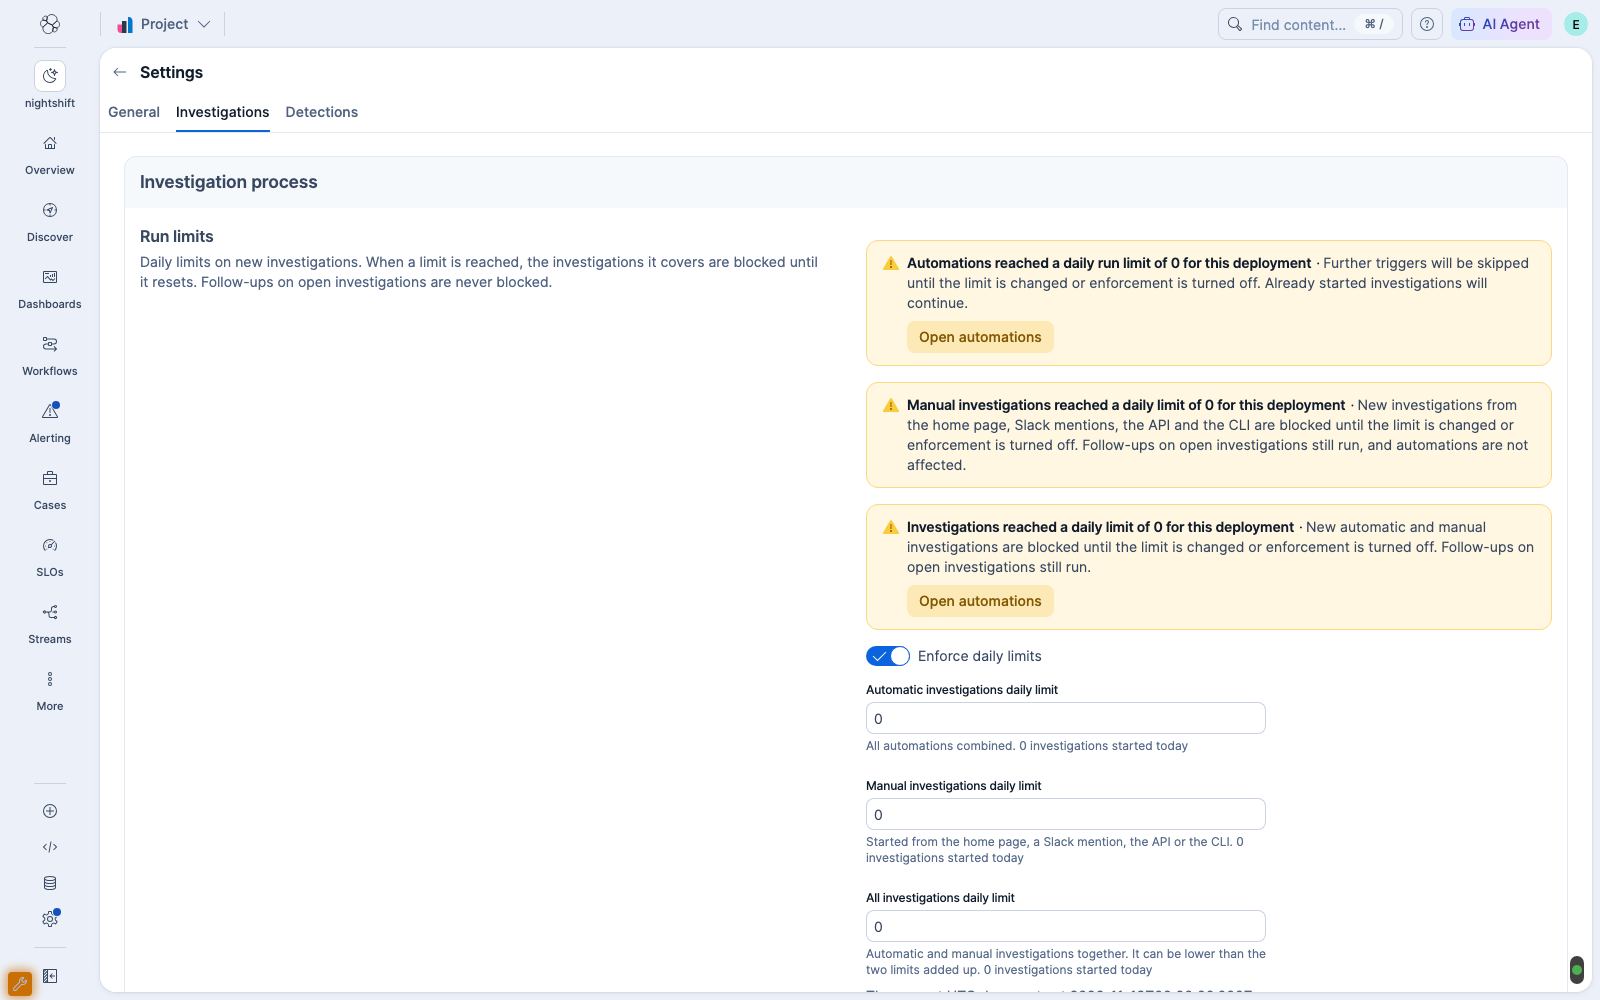 Project
Find content...
⌘ /
AI Agent
E
nightshift
Overview
Discover
Dashboards
Workflows
Alerting
Cases
SLOs
Streams
More
Settings
General
Investigations
Detections
Investigation process
Run limits
Daily limits on new investigations. When a limit is reached, the investigations it covers are blocked until
it resets. Follow-ups on open investigations are never blocked.
Automations reached a daily run limit of 0 for this deployment · Further triggers will be skipped
until the limit is changed or enforcement is turned off. Already started investigations will
continue.
Open automations
Manual investigations reached a daily limit of 0 for this deployment · New investigations from
the home page, Slack mentions, the API and the CLI are blocked until the limit is changed or
enforcement is turned off. Follow-ups on open investigations still run, and automations are not
affected.
Investigations reached a daily limit of 0 for this deployment · New automatic and manual
investigations are blocked until the limit is changed or enforcement is turned off. Follow-ups on
open investigations still run.
Open automations
Enforce daily limits
Automatic investigations daily limit
0
All automations combined. 0 investigations started today
Manual investigations daily limit
0
Started from the home page, a Slack mention, the API or the CLI. 0
investigations started today
All investigations daily limit
0
Automatic and manual investigations together. It can be lower than the
two limits added up. 0 investigations started today